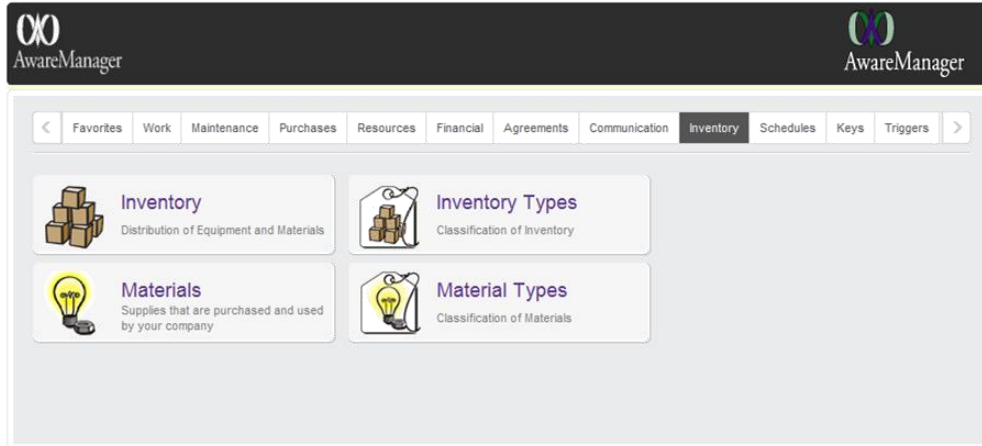 AwareManager
AwareManager
Favorites Work Maintenance Purchases Resources Financial Agreements Communication Inventory Schedules Keys Triggers
Inventory
Distribution of Equipment and Materials
Inventory Types
Classification of Inventory
Materials
Supplies that are purchased and used
by your company
Material Types
Classification of Materials